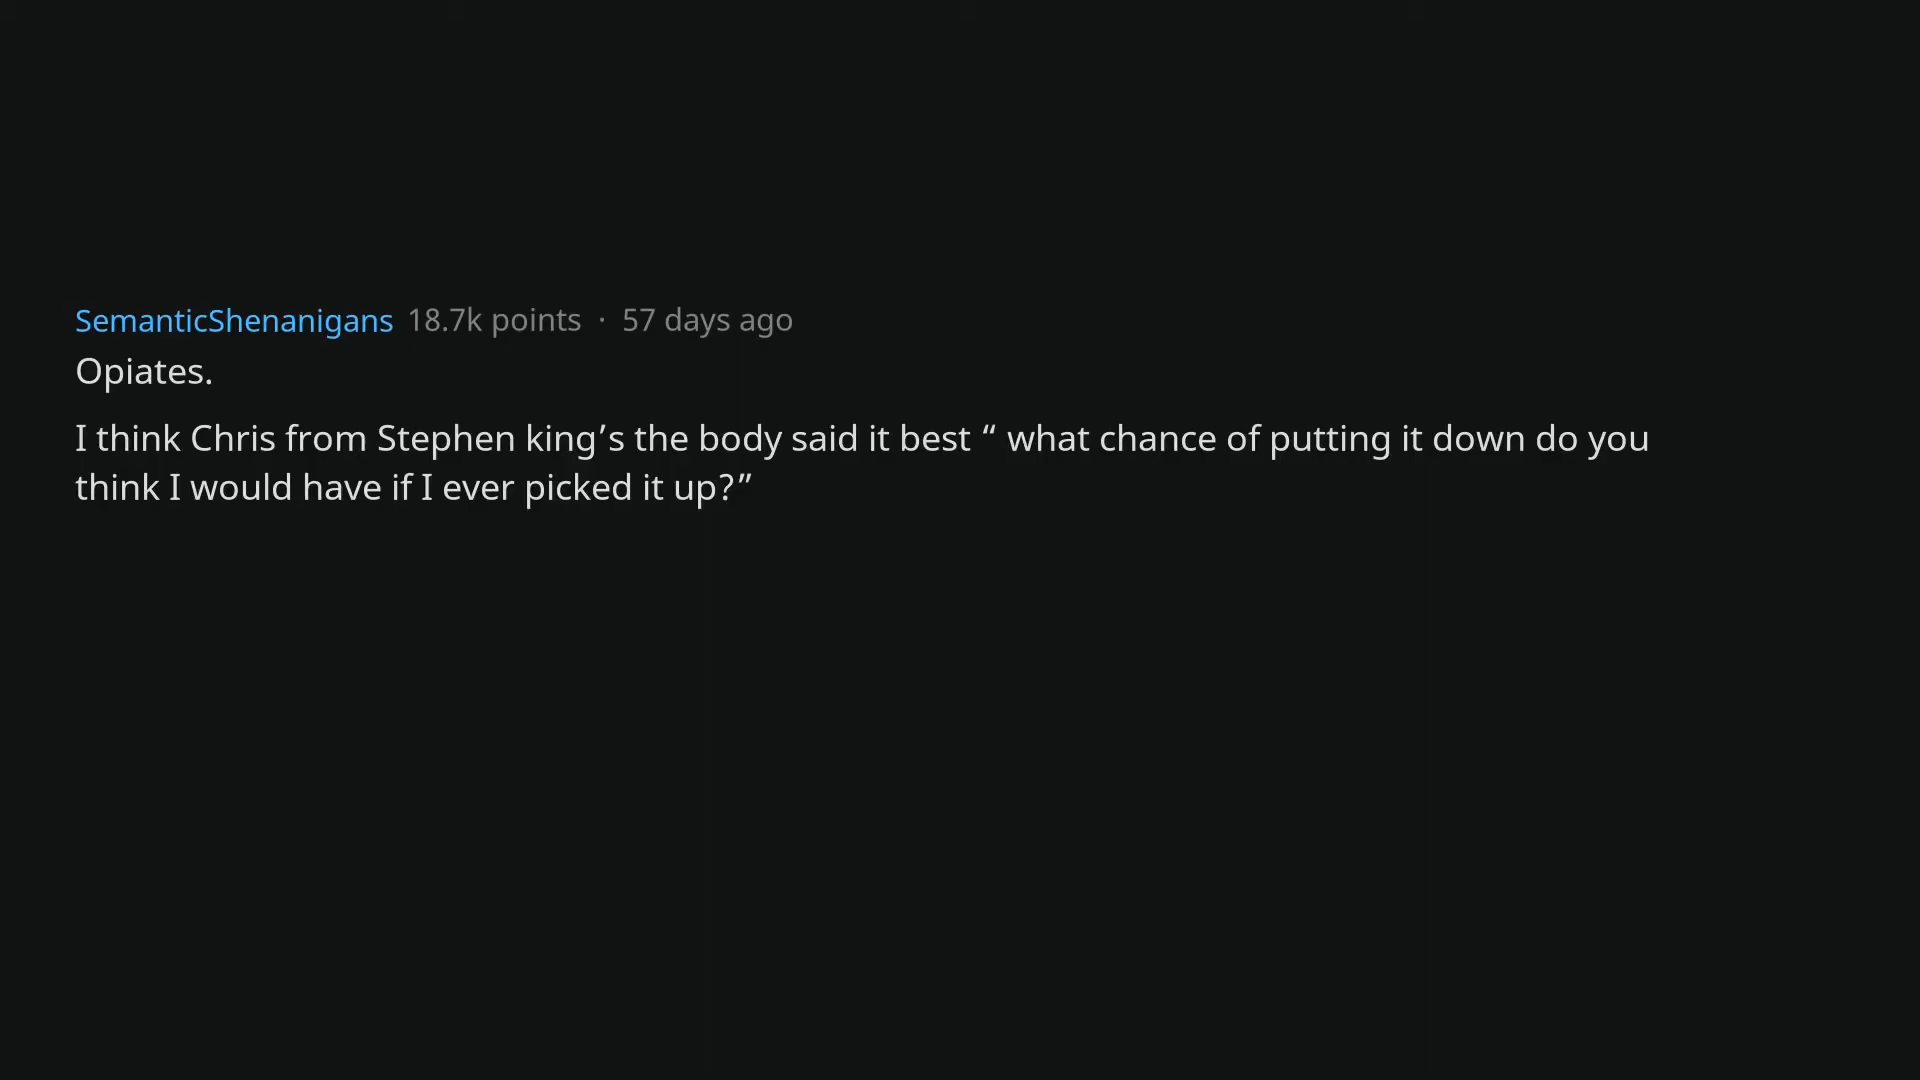 SemanticShenanigans 18.7k points · 57 days ago
Opiates.
I think Chris from Stephen king’s the body said it best “ what chance of putting it down do you
think I would have if I ever picked it up?”